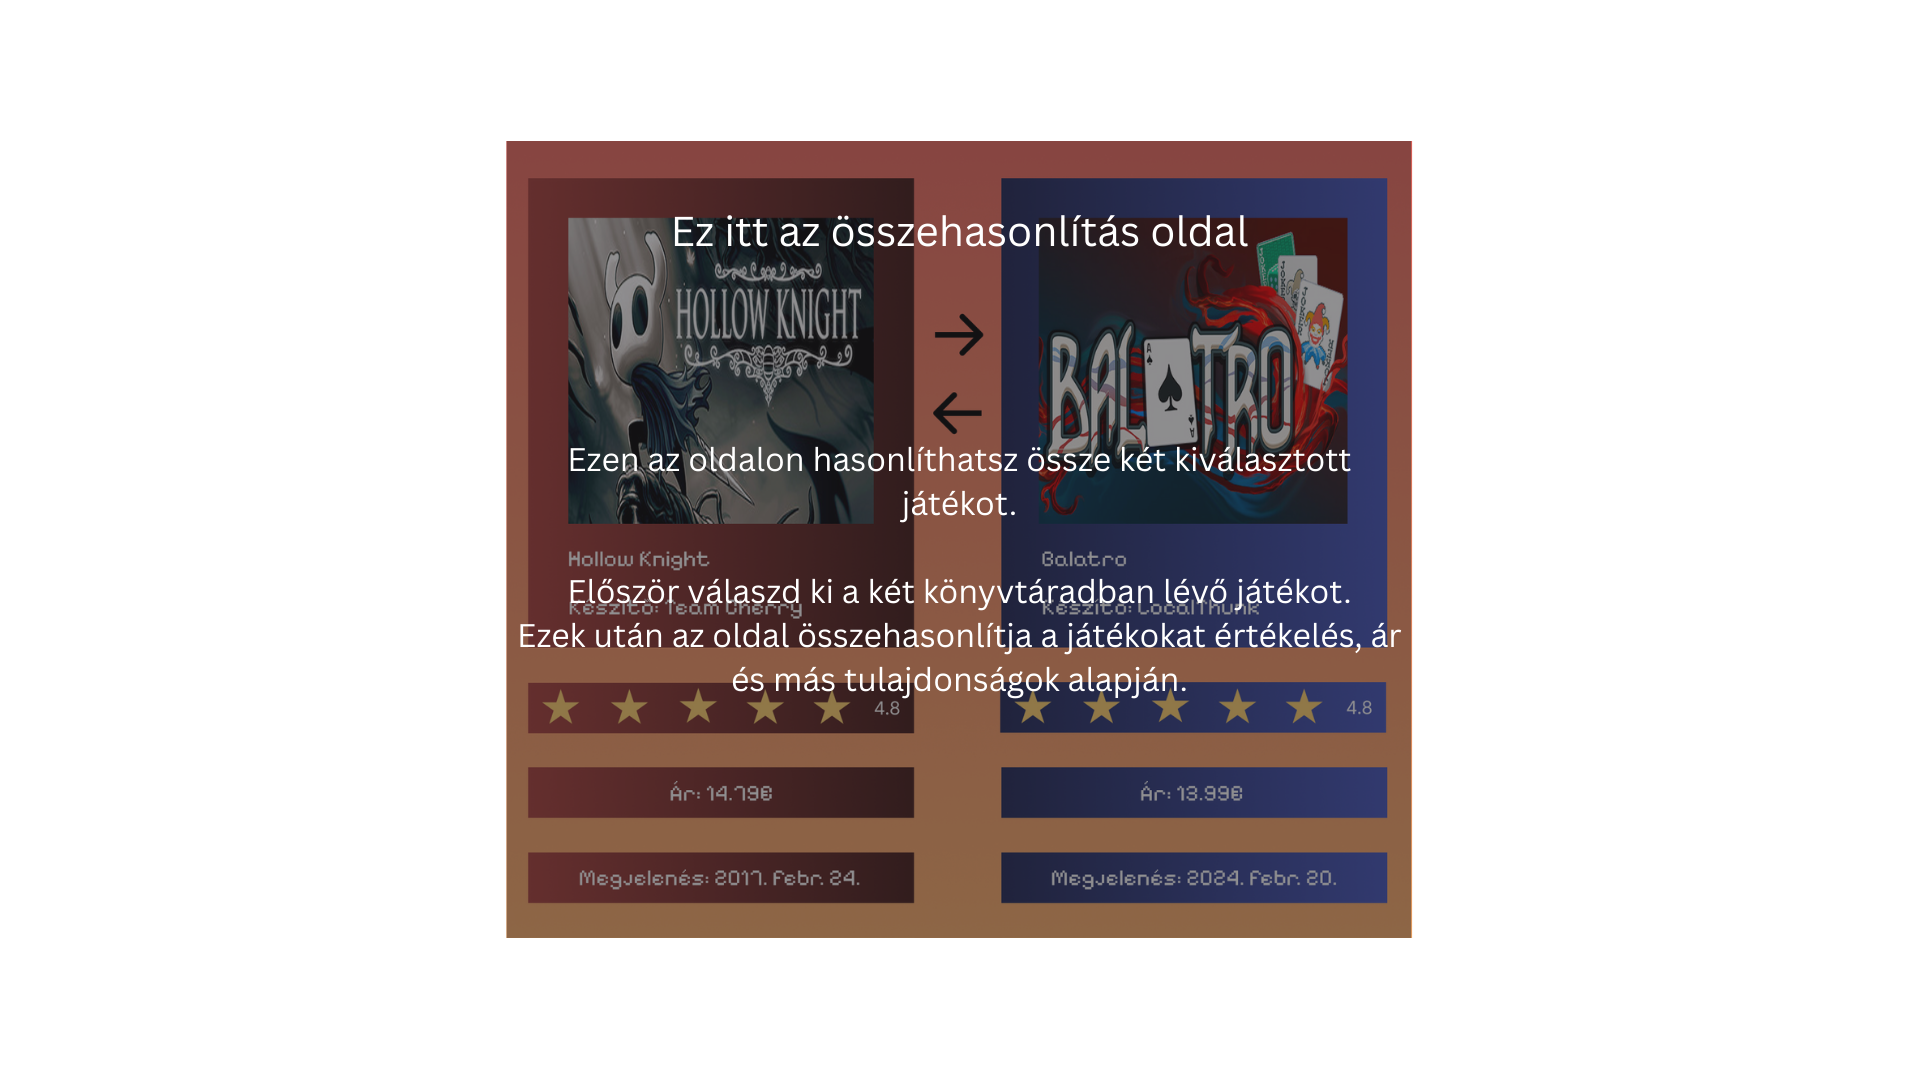 Ez itt az összehasonlítás oldal
HOLLOW KNIGHT
BALATRO
Ezen az oldalon hasonlíthatsz össze két kiválasztott
játékot.
Hollow Knight
Balatro
Először válaszd ki a két könyvtáradban lévő játékot.
Készítő: Team Cherry
Készítő: LocalThunk
Ezek után az oldal összehasonlítja a játékokat értékelés, ár
és más tulajdonságok alapján.
4.8
4.8
Ár: 14.79€
Ár: 13.99€
Megjelenés: 2017. Febr. 24.
Megjelenés: 2024. Febr. 20.